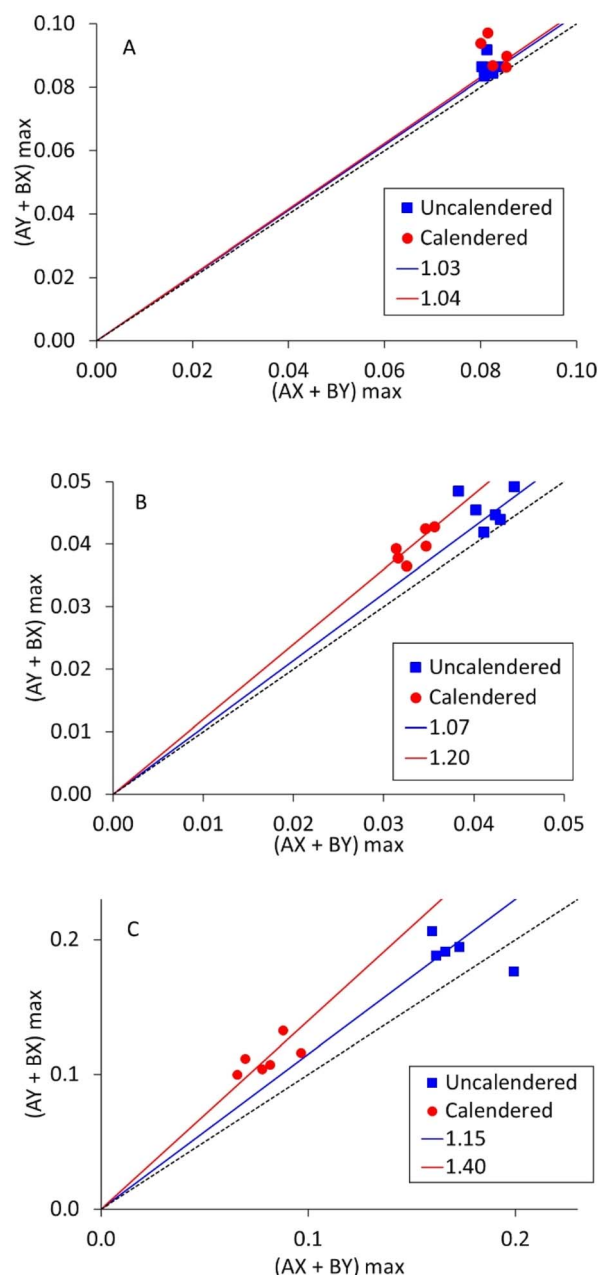 A
0.10
0.08
0.06
0.04
0.02
0.00
(AY + BX) max
Uncalendered
Calendered
1.03
1.04
0.00 0.02 0.04 0.06 0.08 0.10
(AX + BY) max
B
0.05
0.04
0.03
0.02
0.01
0.00
(AY + BX) max
Uncalendered
Calendered
1.07
1.20
0.00 0.01 0.02 0.03 0.04 0.05
(AX + BY) max
C
0.2
0.1
0.0
(AY + BX) max
Uncalendered
Calendered
1.15
1.40
0.0 0.1 0.2
(AX + BY) max